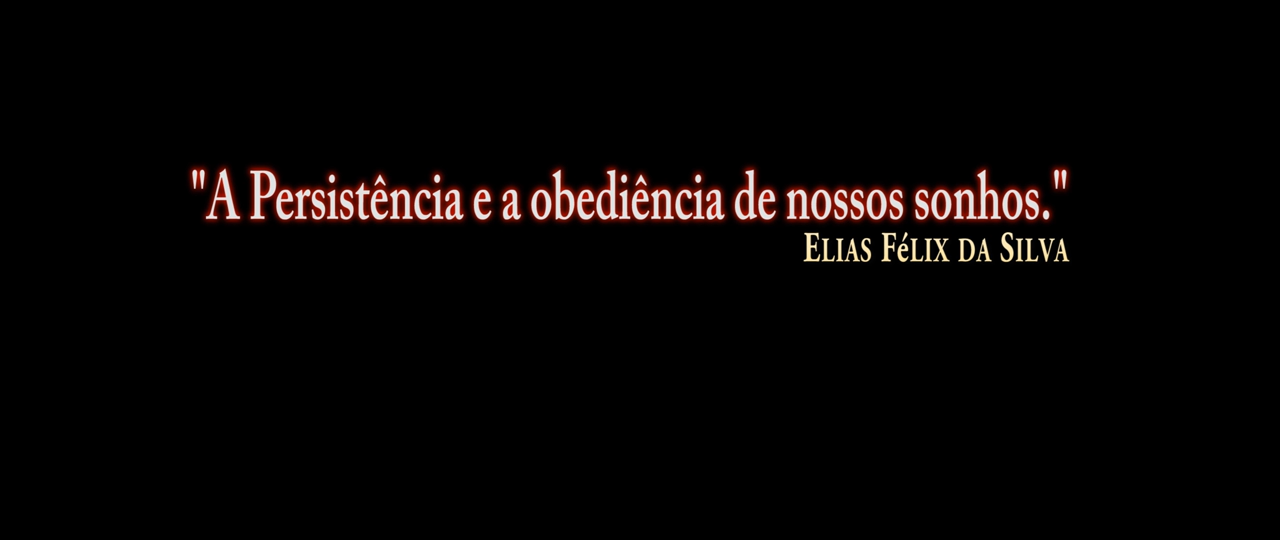 "A Persistência e a obediência de nossos sonhos."
ELIAS FéLIX DA SILVA